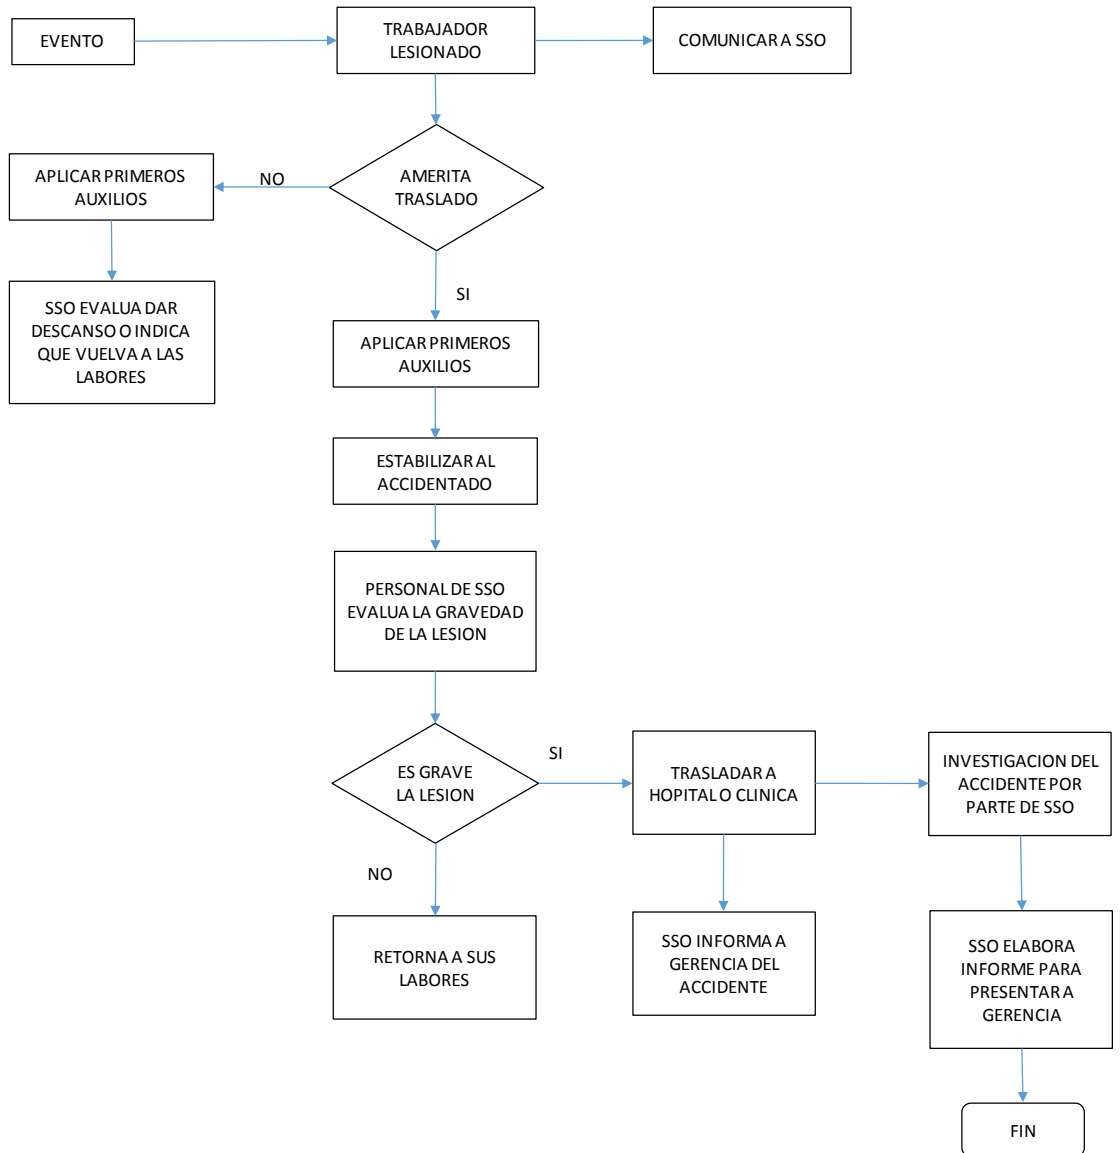 EVENTO
TRABAJADOR
LESIONADO
COMUNICAR A SSO
AMERITA
TRASLADO
NO
APLICAR PRIMEROS
AUXILIOS
SSO EVALUA DAR
DESCANSO O INDICA
QUE VUELVA A LAS
LABORES
SI
APLICAR PRIMEROS
AUXILIOS
ESTABILIZAR AL
ACCIDENTADO
PERSONAL DE SSO
EVALUA LA GRAVEDAD
DE LA LESION
ES GRAVE
LA LESION
SI
TRASLADAR A
HOPITAL O CLINICA
INVESTIGACION DEL
ACCIDENTE POR
PARTE DE SSO
NO
RETORNA A SUS
LABORES
SSO INFORMA A
GERENCIA DEL
ACCIDENTE
SSO ELABORA
INFORME PARA
PRESENTAR A
GERENCIA
FIN